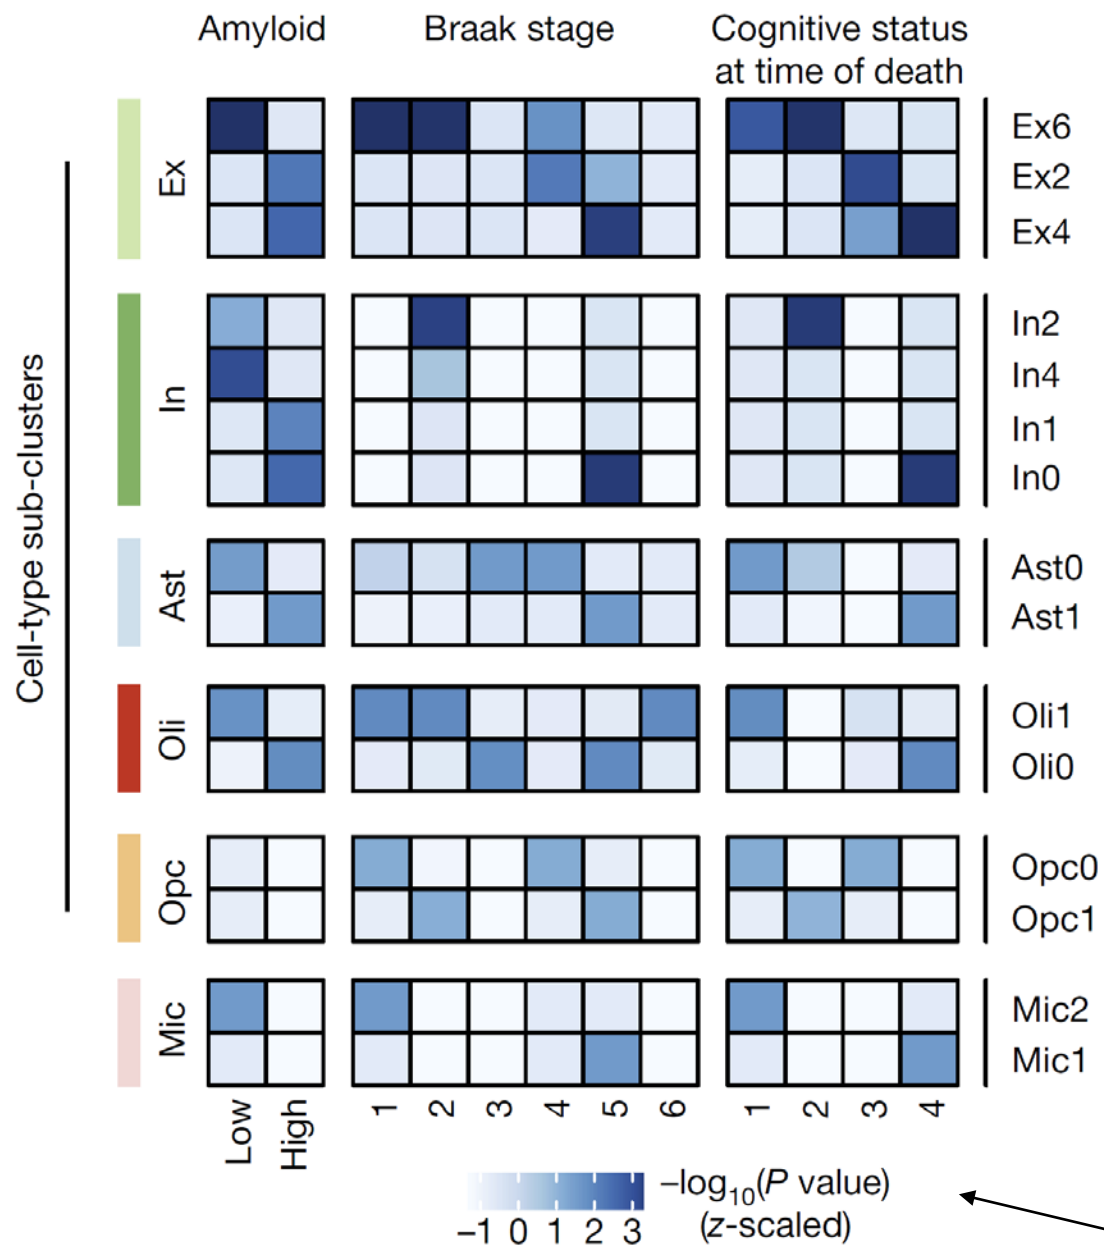 Amyloid
Braak stage
Cognitive status
at time of death
Cell-type sub-clusters
Ex
Ex6
Ex2
Ex4
In
In2
In4
In1
In0
Ast
Ast0
Ast1
Oli
Oli1
Oli0
Opc
Opc0
Opc1
Mic
Mic2
Mic1
Low
High
1
2
3
4
5
6
1
2
3
4
–log10(P value)
(z-scaled)
–1 0 1 2 3